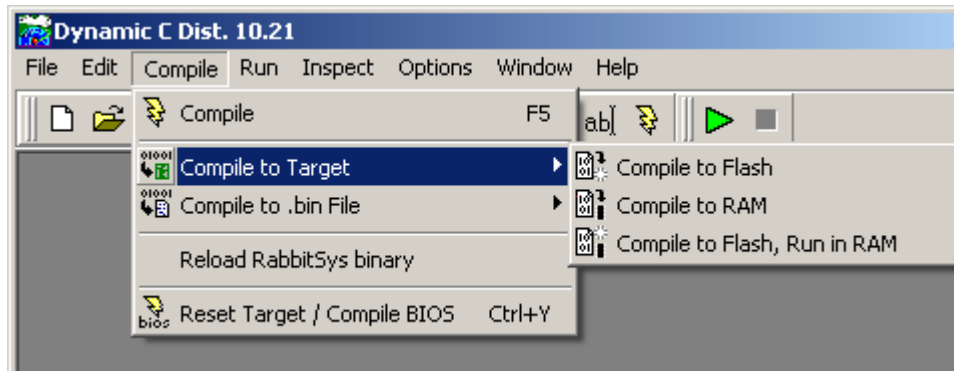 Dynamic C Dist. 10.21
File Edit Compile Run Inspect Options Window Help
Compile F5
ab
Compile to Target
Compile to Flash
Compile to .bin File
Compile to RAM
Compile to Flash, Run in RAM
Reload RabbitSys binary
bios
Reset Target / Compile BIOS Ctrl+Y